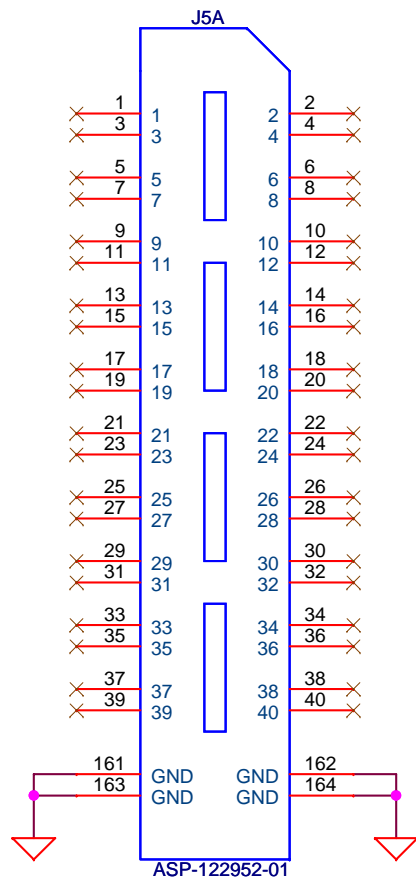 J5A
1 1 2 2
3 3 4 4
5 5 6 6
7 7 8 8
9 9 10 10
11 11 12 12
13 13 14 14
15 15 16 16
17 17 18 18
19 19 20 20
21 21 22 22
23 23 24 24
25 25 26 26
27 27 28 28
29 29 30 30
31 31 32 32
33 33 34 34
35 35 36 36
37 37 38 38
39 39 40 40
161 GND GND 162
163 GND GND 164
ASP-122952-01